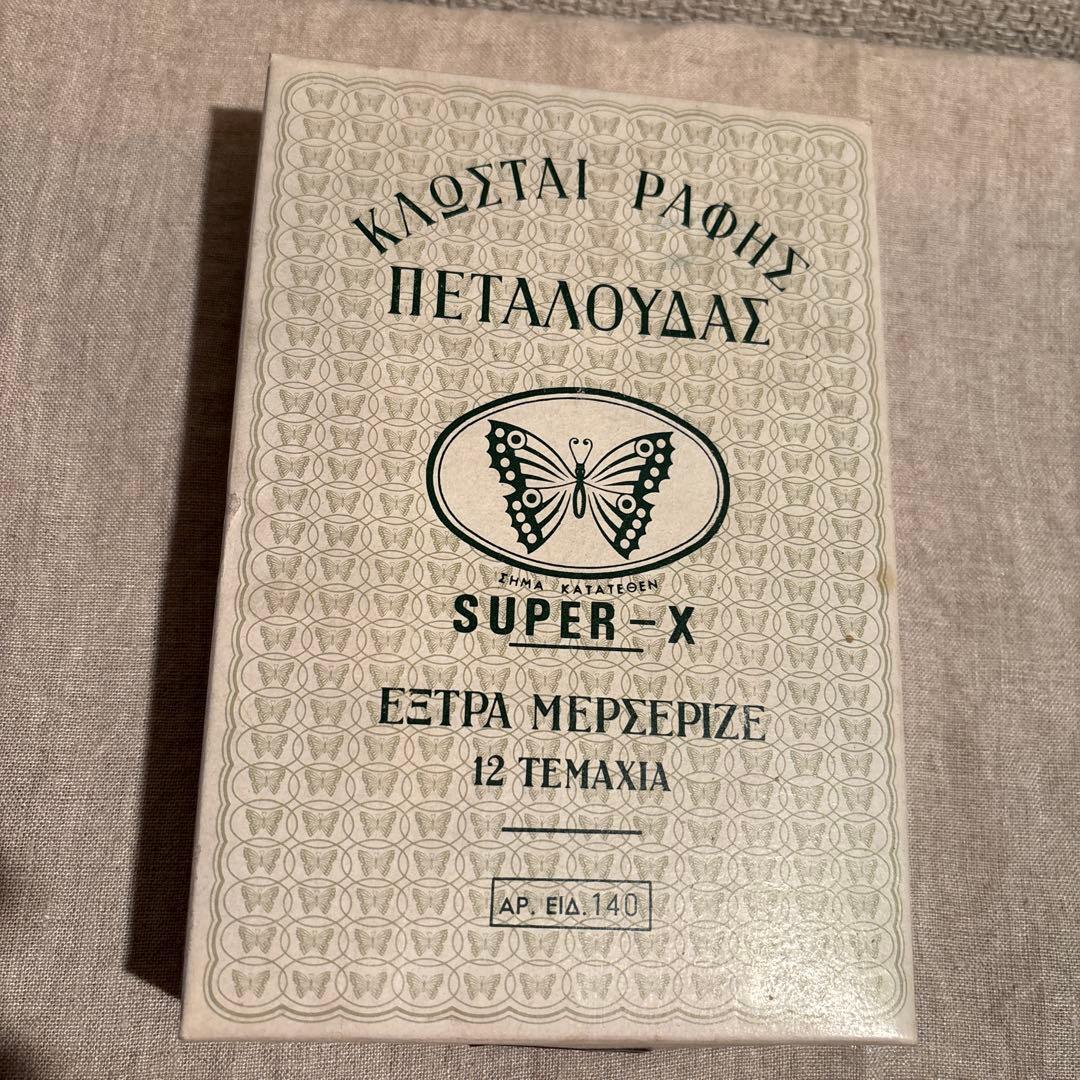 ΚΛΩΣΤΑΙ ΡΑΦΗΣ
ΠΕΤΑΛΟΥΔΑΣ
ΣΗΜΑ ΚΑΤΑΤΕΘΕΝ
SUPER-X
ΕΞΤΡΑ ΜΕΡΣΕΡΙΖΕ
12 ΤΕΜΑΧΙΑ
ΑΡ. ΕΙΔ. 140